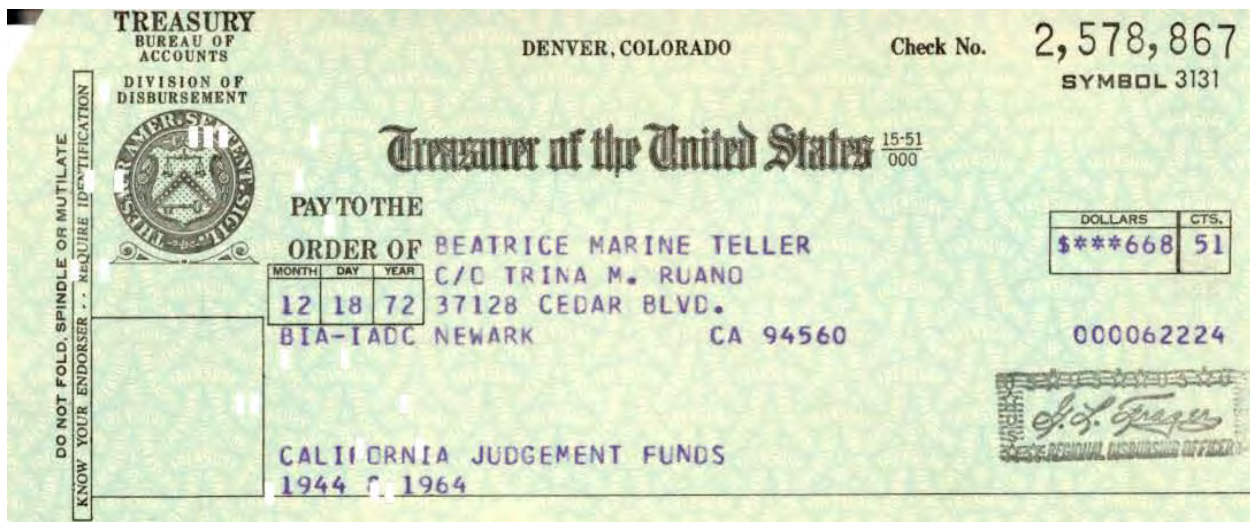 TREASURY
BUREAU OF
ACCOUNTS
DIVISION OF
DISBURSEMENT
DENVER, COLORADO
Check No. 2,578,867
SYMBOL 3131
Treasurer of the United States 15-51
000
PAY TO THE
ORDER OF BEATRICE MARINE TELLER
C/O TRINA M. RUANO
37128 CEDAR BLVD.
BIA-IADC NEWARK CA 94560
MONTH DAY YEAR
12 18 72
DOLLARS CTS.
$***668 51
000062224
REGIONAL DISBURSING OFFICER
CALIFORNIA JUDGEMENT FUNDS
1944 & 1964
DO NOT FOLD, SPINDLE OR MUTILATE
KNOW YOUR ENDORSER -- REQUIRE IDENTIFICATION